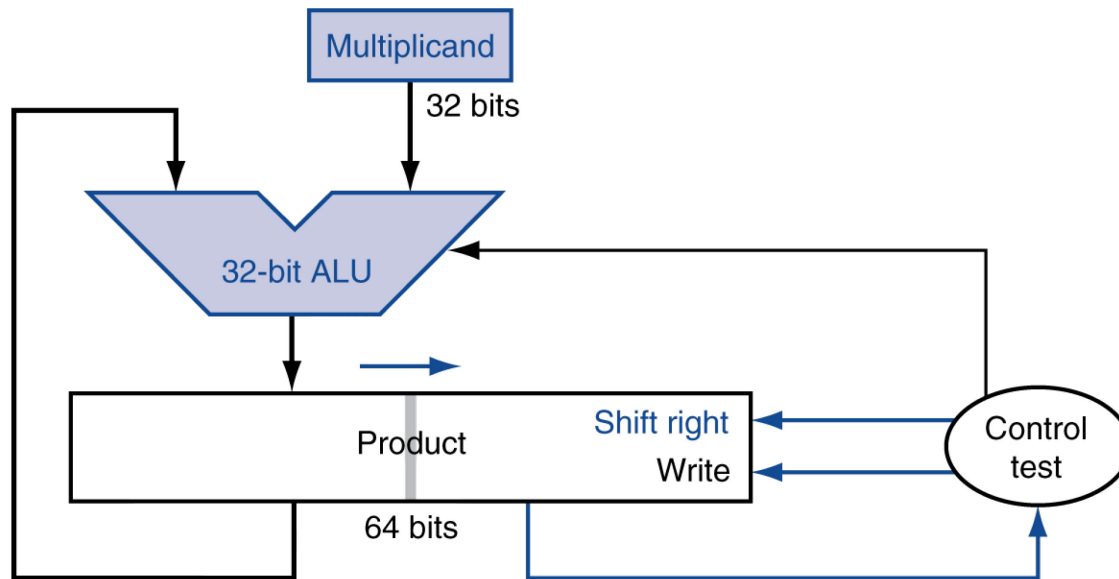 Multiplicand
32 bits
32-bit ALU
Product
Shift right
Write
64 bits
Control
test